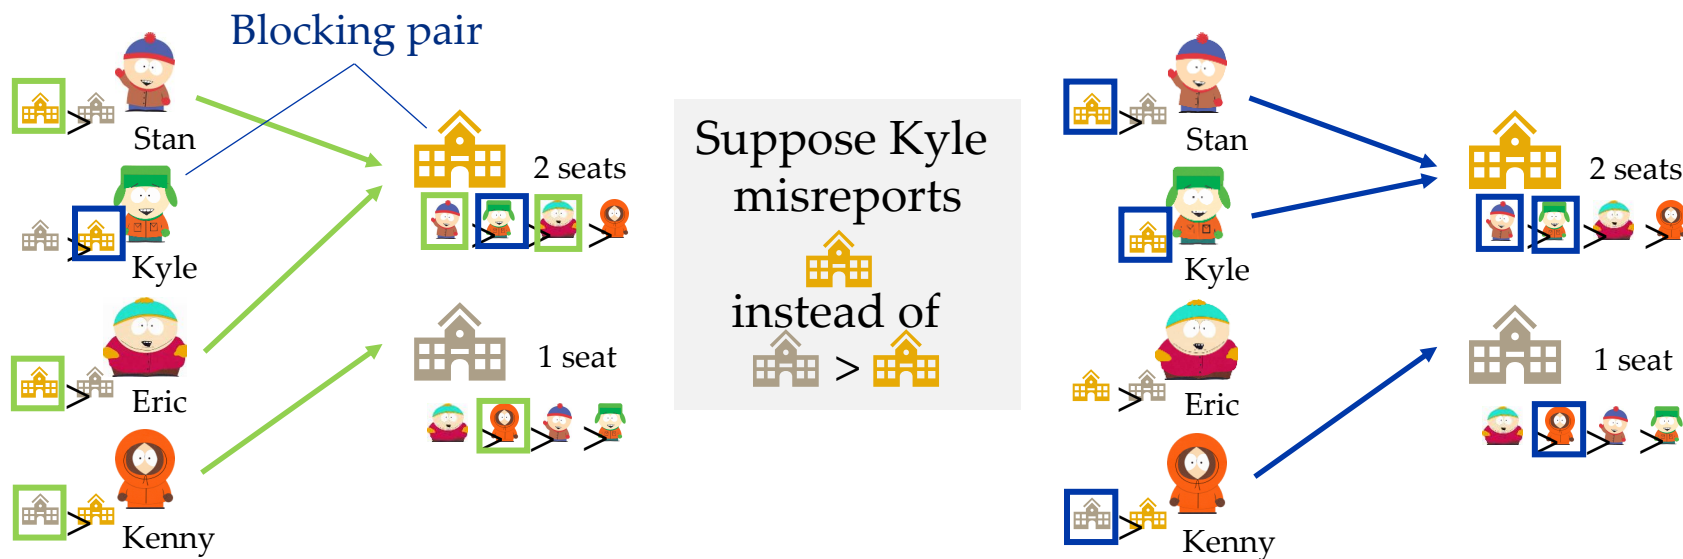 Blocking pair
>
Stan
2 seats
> > >
>
Kyle
1 seat
>
Eric
> > >
>
Kenny
Suppose Kyle
misreports
instead of
>
>
Stan
2 seats
> > >
Kyle
1 seat
>
Eric
> > >
>
Kenny